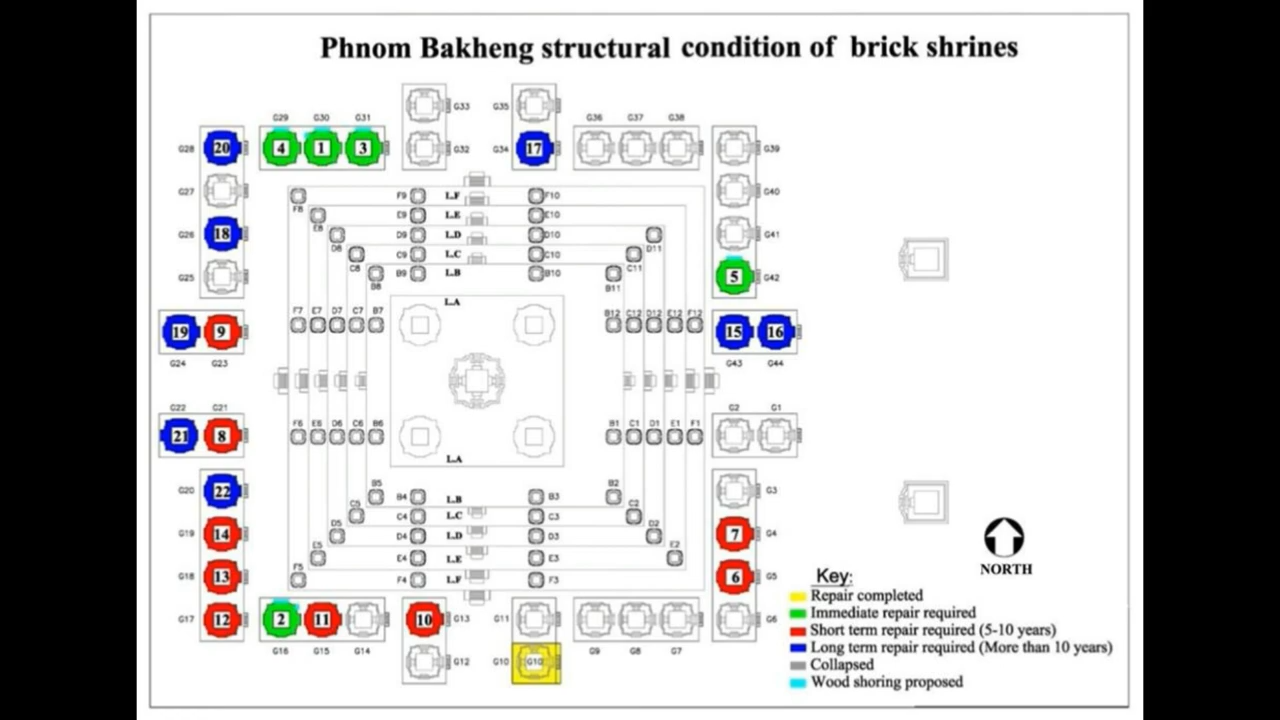 Phnom Bakheng structural condition of brick shrines
G33 G35
G29 G30 G31 G36 G37 G38
G28 20 4 1 3 G32 G34 17 G39
G27 F9 L.F F10 G40
F8 E9 L.E E10
G26 18 E8 D9 L.D D10 D11 G41
D8 C9 L.C C10 C11
G25 C8 B9 L.B B10 B11 5 G42
B8
L.A
F7 E7 D7 C7 B7 B12 C12 D12 E12 F12
19 9 15 16
G24 G23 G43 G44
G22 G21 G2 G1
21 8 F6 E6 D6 C6 B6 B1 C1 D1 E1 F1
L.A
G20 22 B5 B4 L.B B3 B2 G3
C5 C4 L.C C3 C2
G19 14 D5 D4 L.D D3 D2 7 G4
E5 E4 L.E E3 E2
G18 13 F5 F4 L.F F3 6 G5
G17 12 2 11 10 G13 G11 G6
G16 G15 G14 G12 G10 G10 G9 G8 G7
NORTH
Key:
Repair completed
Immediate repair required
Short term repair required (5-10 years)
Long term repair required (More than 10 years)
Collapsed
Wood shoring proposed